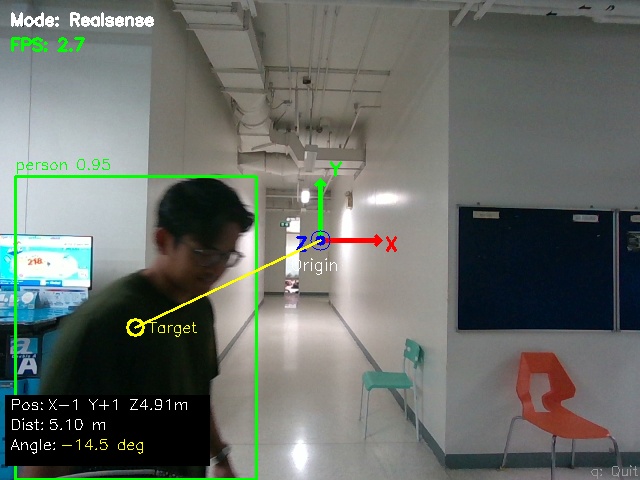 Mode: Realsense
FPS: 2.7
person 0.95
Y
Z
X
Origin
218
Target
A
Pos: X-1 Y+1 Z4.91m
Dist: 5.10 m
Angle: -14.5 deg
q: Quit